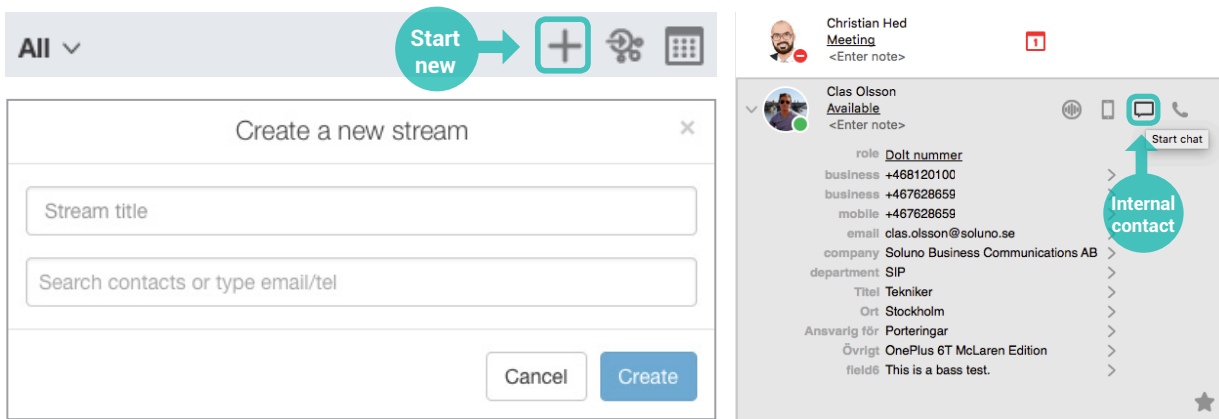 All
Start
new
Create a new stream
×
Stream title
Search contacts or type email/tel
Cancel
Create
Christian Hed
Meeting
<Enter note>
1
Clas Olsson
Available
<Enter note>
Start chat
role Dolt nummer
business +468120100
business +467628659
mobile +467628659
email clas.olsson@soluno.se
company Soluno Business Communications AB
department SIP
Titel Tekniker
Ort Stockholm
Ansvarig för Porteringar
Övrigt OnePlus 6T McLaren Edition
field6 This is a bass test.
Internal
contact